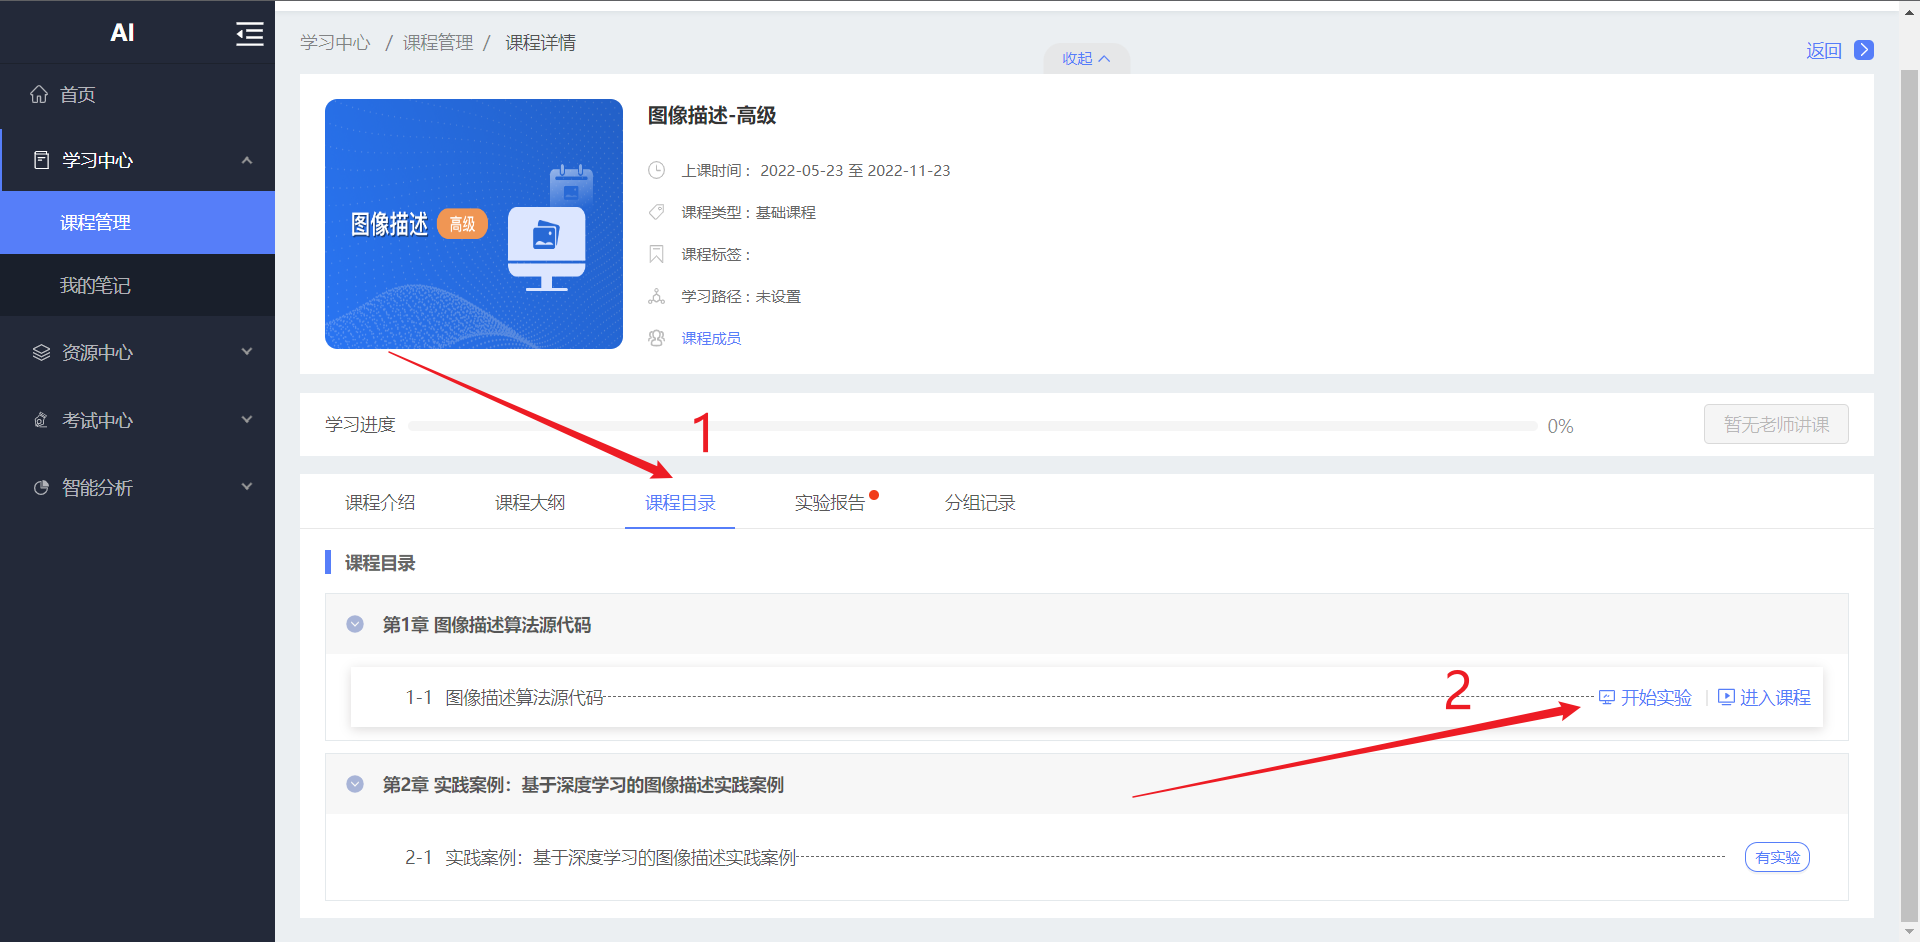 AI
首页
学习中心
课程管理
我的笔记
资源中心
考试中心
智能分析
学习中心 / 课程管理 / 课程详情
收起
返回
图像描述 高级
图像描述-高级
上课时间： 2022-05-23 至 2022-11-23
课程类型：基础课程
课程标签：
学习路径：未设置
课程成员
1
学习进度
0%
暂无老师讲课
课程介绍 课程大纲 课程目录 实验报告 分组记录
课程目录
第1章 图像描述算法源代码
1-1 图像描述算法源代码 开始实验 | 进入课程
2
第2章 实践案例：基于深度学习的图像描述实践案例
2-1 实践案例：基于深度学习的图像描述实践案例 有实验